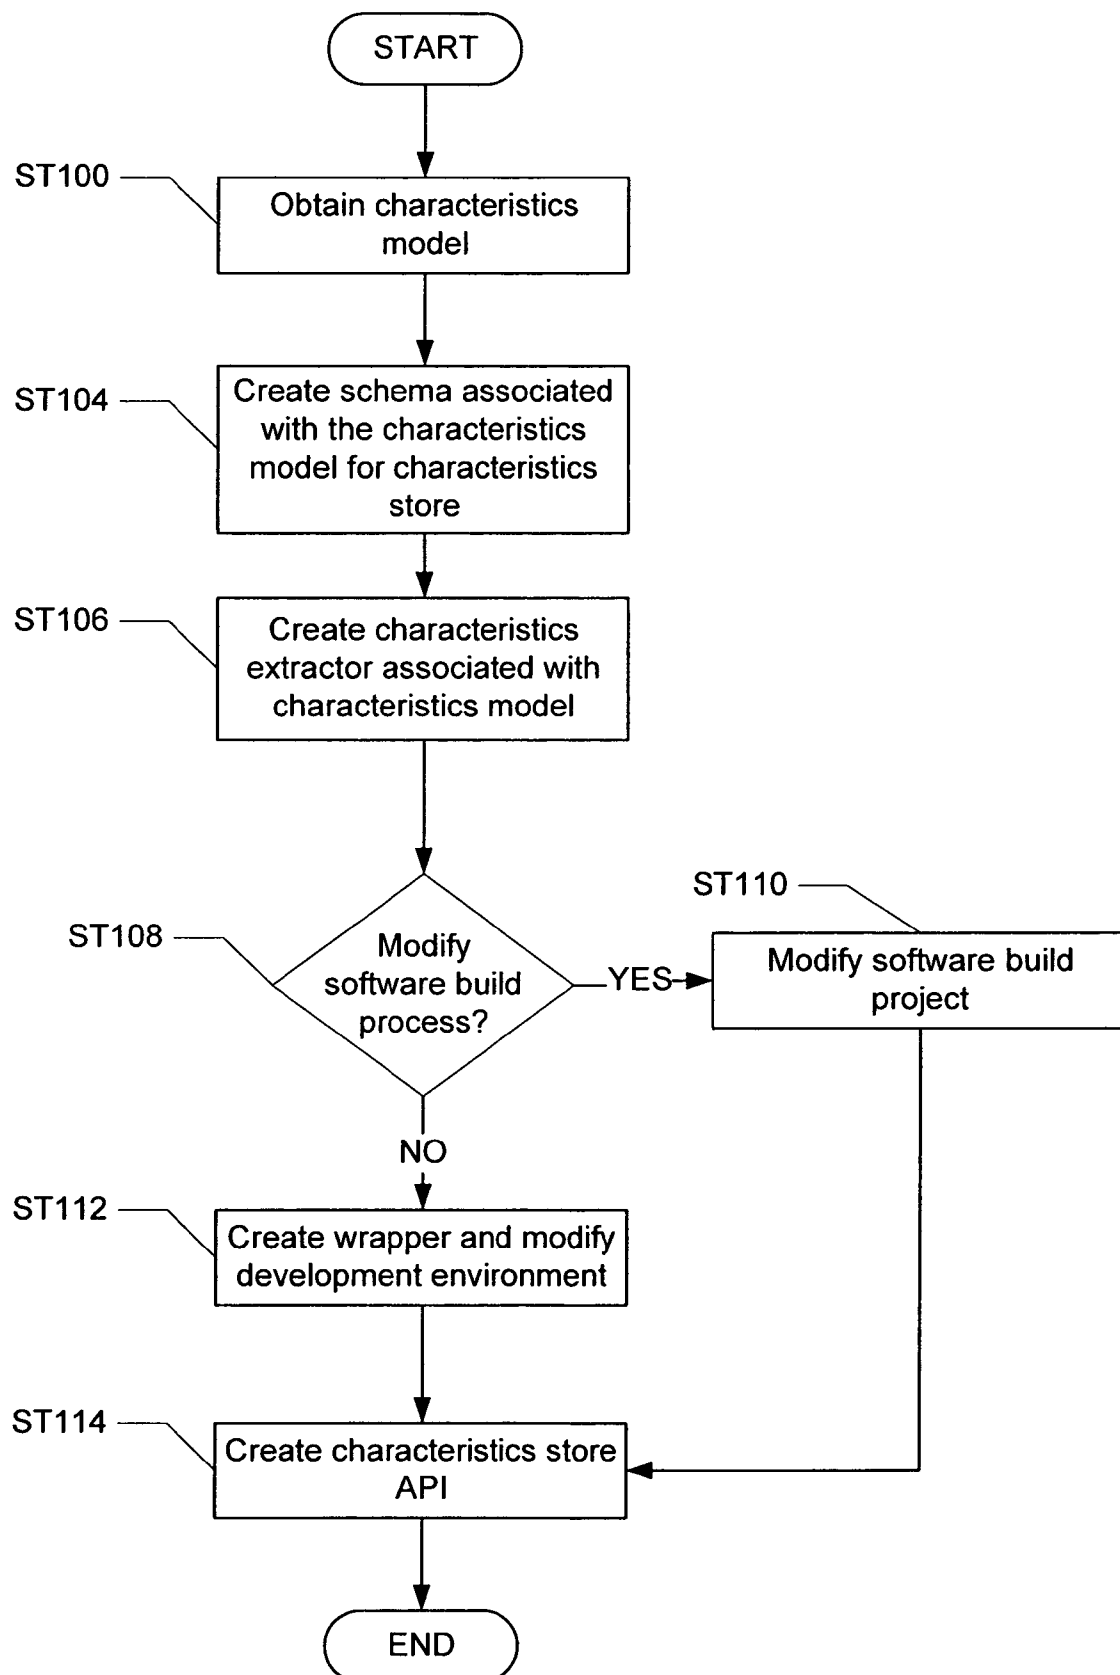 START
ST100
Obtain characteristics
model
ST104
Create schema associated
with the characteristics
model for characteristics
store
ST106
Create characteristics
extractor associated with
characteristics model
ST108
Modify
software build
process?
YES
ST110
Modify software build
project
NO
ST112
Create wrapper and modify
development environment
ST114
Create characteristics store
API
END